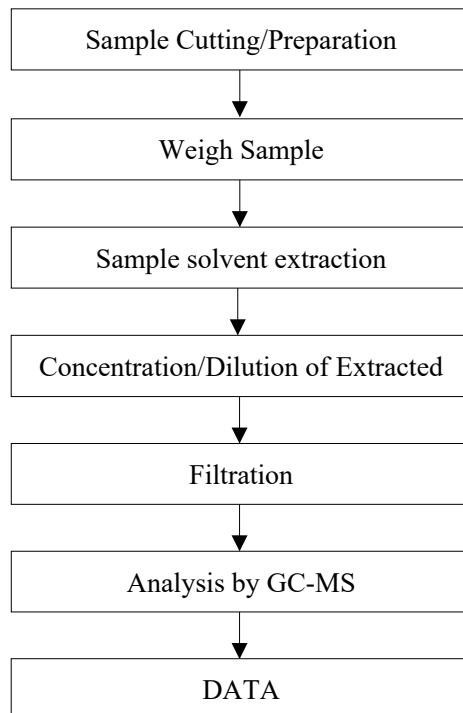 Sample Cutting/Preparation
Weigh Sample
Sample solvent extraction
Concentration/Dilution of Extracted
Filtration
Analysis by GC-MS
DATA